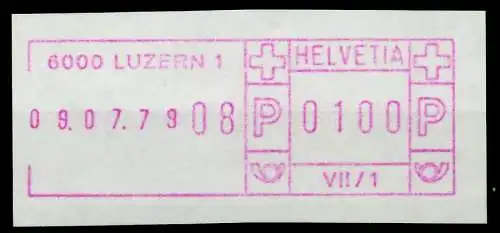 6000 LUZERN 1
HELVETIA
09.07.79 08
P 0100 P
VII/1